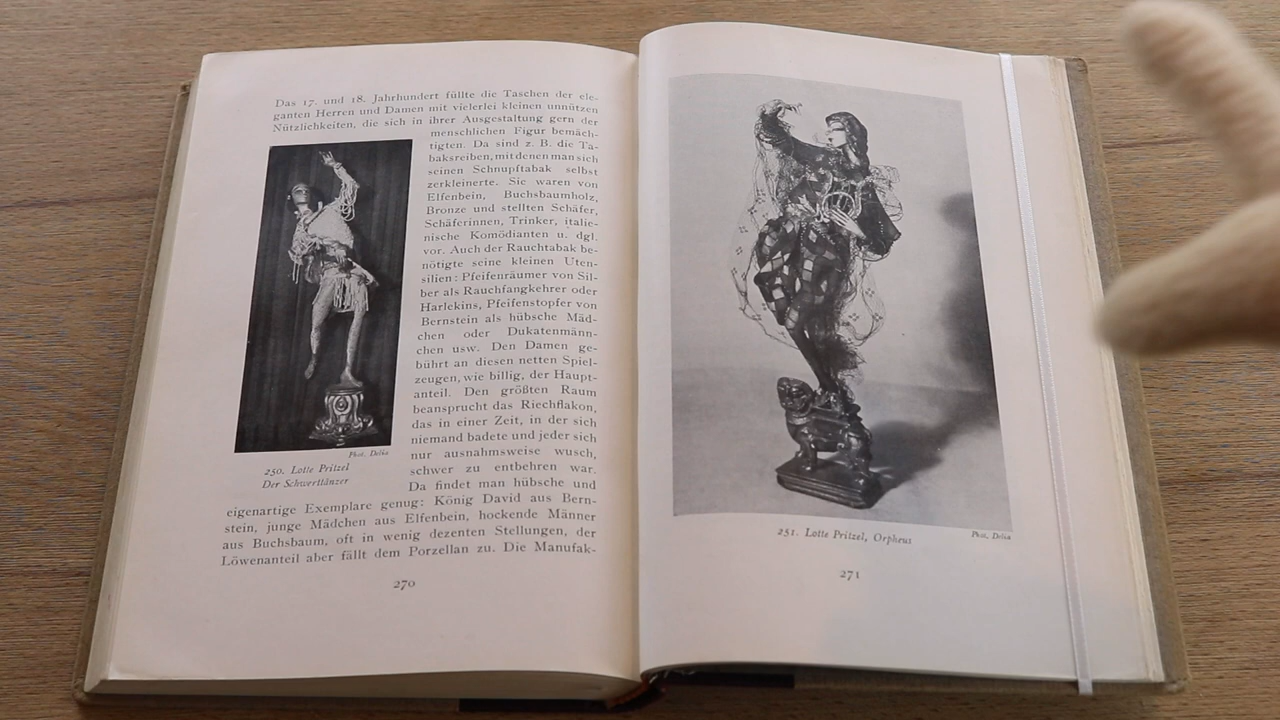 Das 17. und 18. Jahrhundert füllte die Taschen der ele-
ganten Herren und Damen mit vielerlei kleinen unnützen
Nützlichkeiten, die sich in ihrer Ausgestaltung gern der
menschlichen Figur bemäch-
tigten. Da sind z. B. die Ta-
baksreiben, mit denen man sich
seinen Schnupftabak selbst
zerkleinerte. Sie waren von
Elfenbein, Buchsbaumholz,
Bronze und stellten Schäfer,
Schäferinnen, Trinker, italie-
nische Komödianten u. dgl.
vor. Auch der Rauchtabak be-
nötigte seine kleinen Uten-
silien: Pfeifenräumer von Sil-
ber als Rauchfangkehrer oder
Harlekins, Pfeifenstopfer von
Bernstein als hübsche Mäd-
chen oder Dukatenmänn-
chen usw. Den Damen ge-
bührt an diesen netten Spiel-
zeugen, wie billig, der Haupt-
anteil. Den größten Raum
beansprucht das Riechflakon,
das in einer Zeit, in der sich
niemand badete und jeder sich
nur ausnahmsweise wusch,
schwer zu entbehren war.
Da findet man hübsche und
eigenartige Exemplare genug: König David aus Bern-
stein, junge Mädchen aus Elfenbein, hockende Männer
aus Buchsbaum, oft in wenig dezenten Stellungen, der
Löwenanteil aber fällt dem Porzellan zu. Die Manufak-
Phot. Delia
250. Lotte Pritzel
Der Schwerttänzer
270
251. Lotte Pritzel, Orpheus
Phot. Delia
271